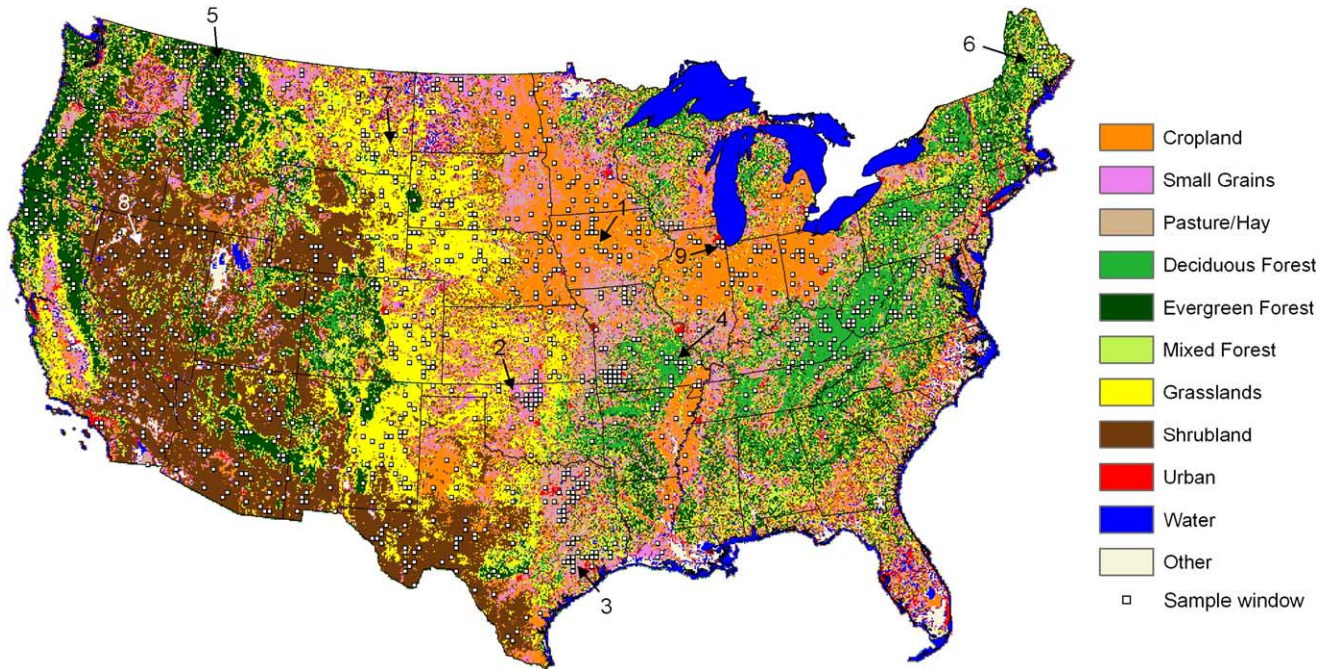 5
6
7
8
1
9
2
4
3
Cropland
Small Grains
Pasture/Hay
Deciduous Forest
Evergreen Forest
Mixed Forest
Grasslands
Shrubland
Urban
Water
Other
Sample window